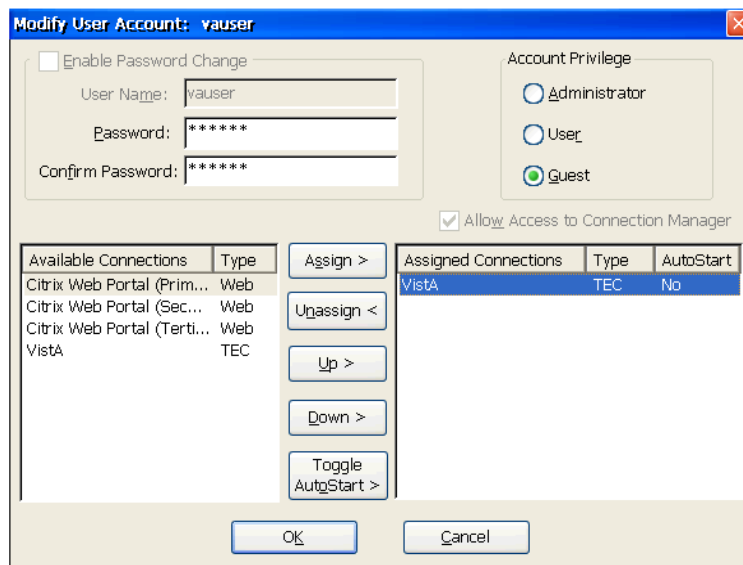 Modify User Account: vauser
Enable Password Change
User Name: vauser
Password: ******
Confirm Password: ******
Account Privilege
Administrator
User
Guest
Allow Access to Connection Manager
Available Connections Type
Citrix Web Portal (Prim... Web
Citrix Web Portal (Sec... Web
Citrix Web Portal (Terti... Web
VistA TEC
Assign >
Unassign <
Up >
Down >
Toggle
AutoStart >
Assigned Connections Type AutoStart
VistA TEC No
OK
Cancel